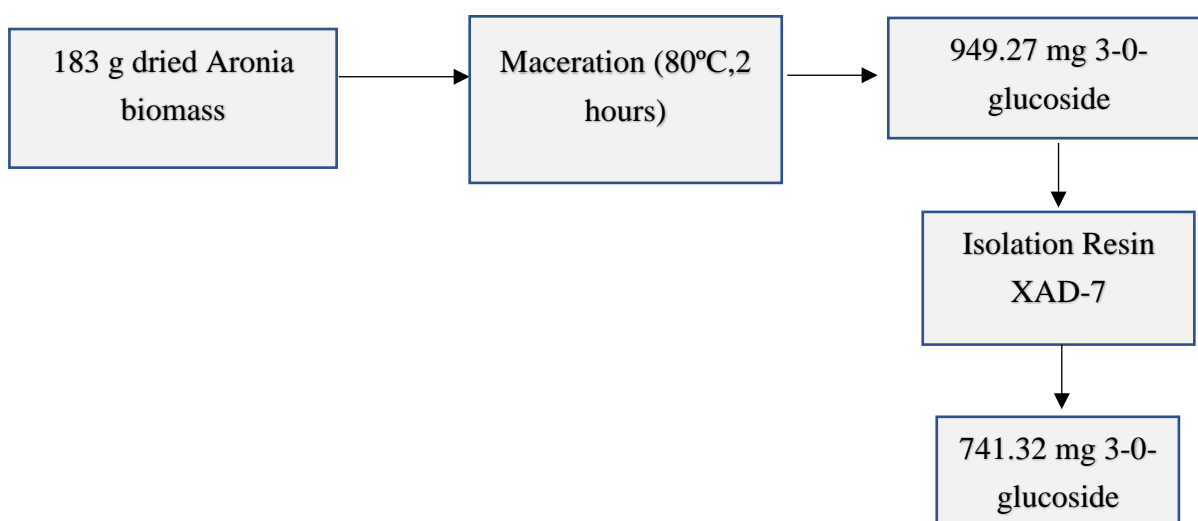 183 g dried Aronia
biomass
Maceration (80ºC,2
hours)
949.27 mg 3-0-
glucoside
Isolation Resin
XAD-7
741.32 mg 3-0-
glucoside